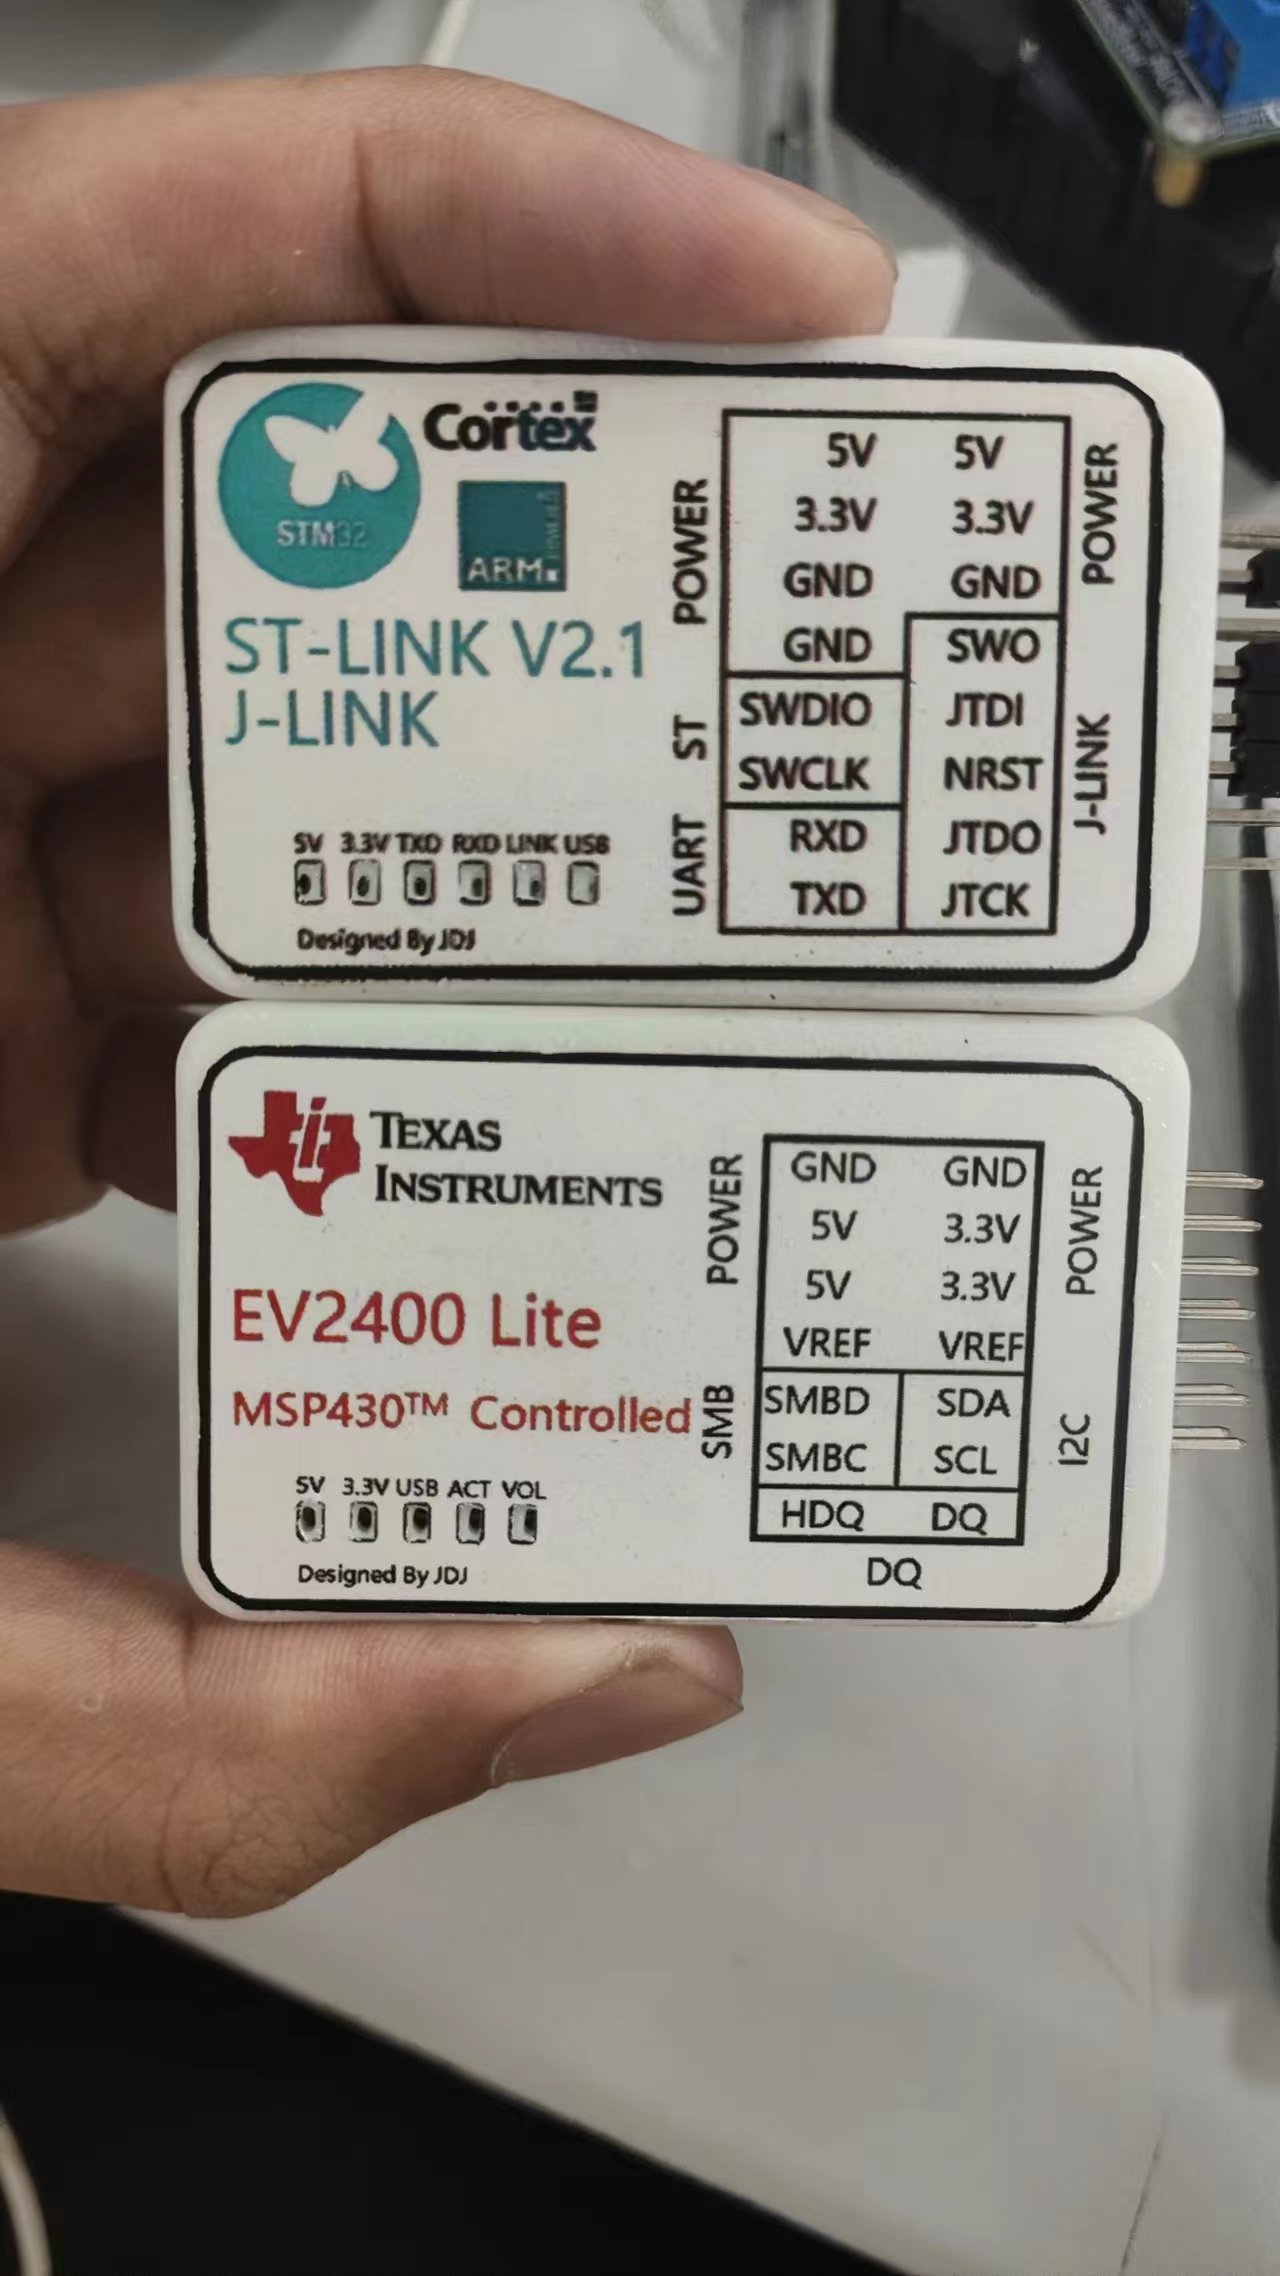 STM32
Cortex
ARM
ST-LINK V2.1
J-LINK
5V 3.3V TXD RXD LINK USB
Designed By JDJ
POWER
ST
UART
5V 5V
3.3V 3.3V
GND GND
GND SWO
SWDIO JTDI
SWCLK NRST
RXD JTDO
TXD JTCK
POWER
J-LINK
TEXAS
INSTRUMENTS
EV2400 Lite
MSP430™ Controlled
5V 3.3V USB ACT VOL
Designed By JDJ
POWER
SMB
GND GND
5V 3.3V
5V 3.3V
VREF VREF
SMBD SDA
SMBC SCL
HDQ DQ
DQ
POWER
I2C